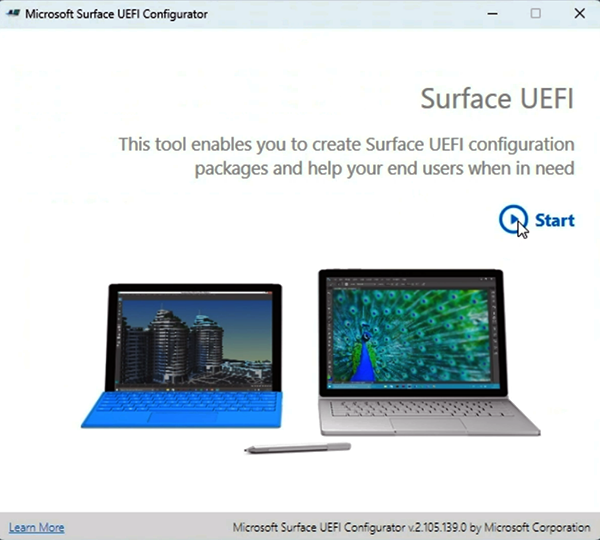 Microsoft Surface UEFI Configurator
Surface UEFI
This tool enables you to create Surface UEFI configuration
packages and help your end users when in need
Start
Learn More
Microsoft Surface UEFI Configurator v.2.105.139.0 by Microsoft Corporation